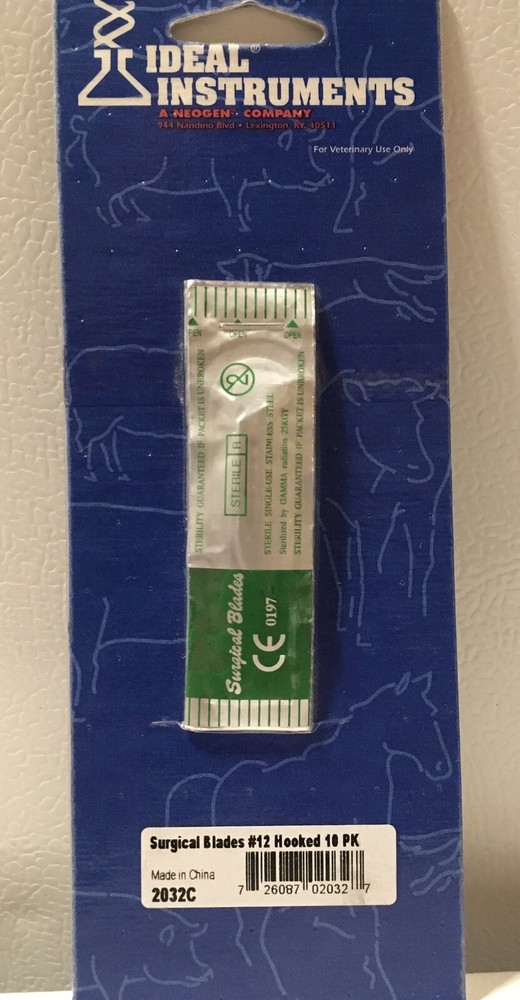 IDEAL®
INSTRUMENTS
A NEOGEN® COMPANY
944 Nandino Blvd • Lexington, KY. 40511
For Veterinary Use Only
OPEN
OPEN
2
STERILITY GUARANTEED IF PACKET IS UNBROKEN
STERILE R
STERILE SINGLE-USE STAINLESS STEEL
Sterilized by GAMMA radiation 25KGY
STERILITY GUARANTEED IF PACKET IS UNBROKEN
Surgical Blades
CE 0197
Surgical Blades #12 Hooked 10 PK
Made in China
2032C
7 26087 02032 7